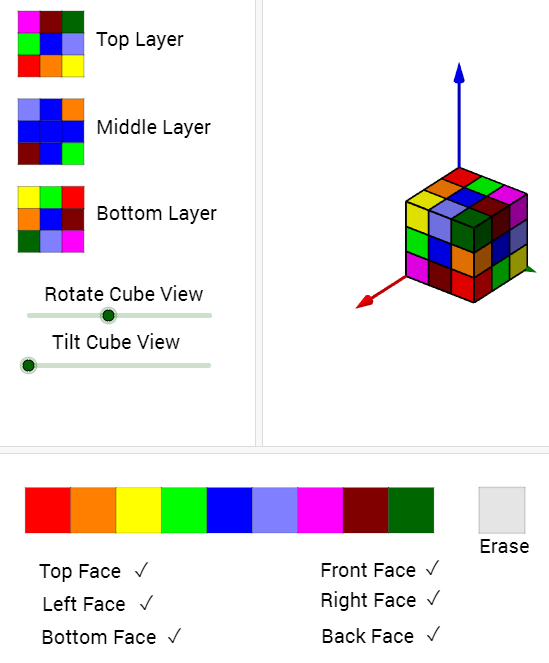 Top Layer
Middle Layer
Bottom Layer
Rotate Cube View
Tilt Cube View
Erase
Top Face ✓
Front Face ✓
Left Face ✓
Right Face ✓
Bottom Face ✓
Back Face ✓